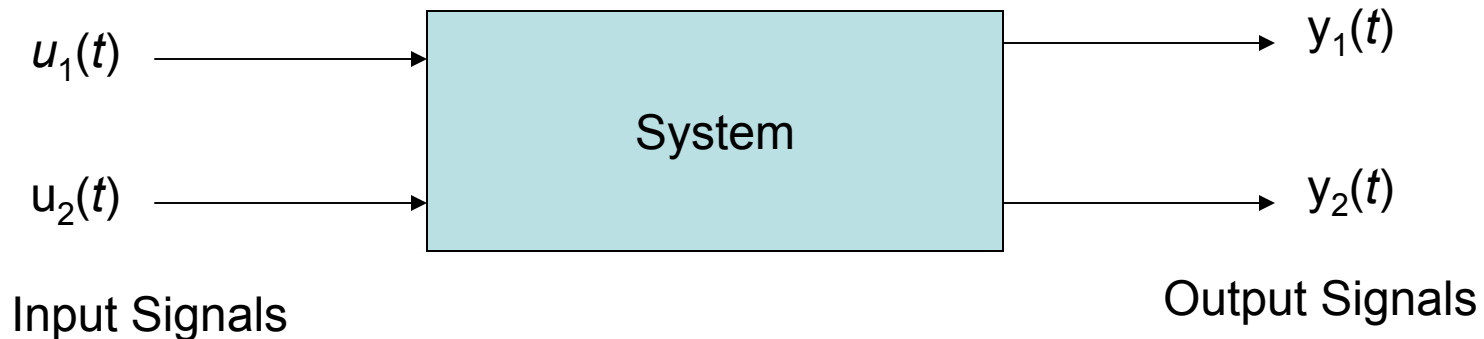 u₁(t)
y₁(t)
System
u₂(t)
y₂(t)
Input Signals
Output Signals